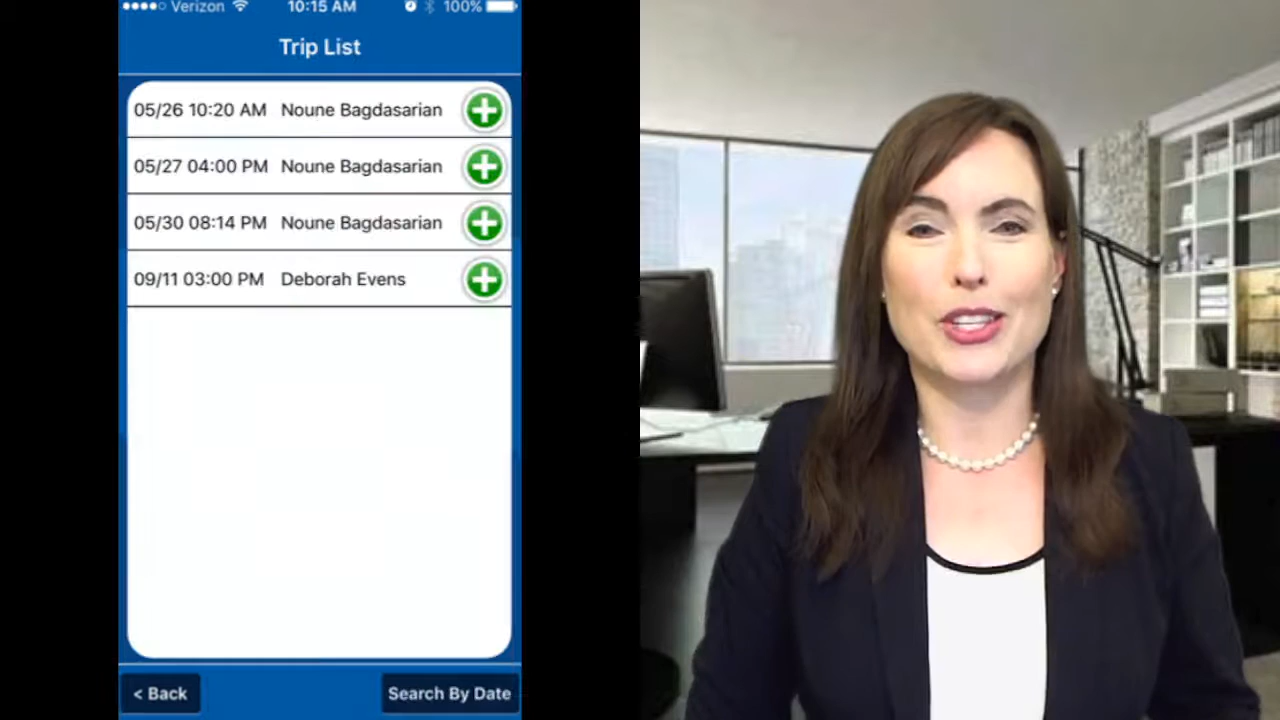 Verizon 10:15 AM 100%
Trip List
05/26 10:20 AM Noune Bagdasarian
05/27 04:00 PM Noune Bagdasarian
05/30 08:14 PM Noune Bagdasarian
09/11 03:00 PM Deborah Evens
< Back Search By Date